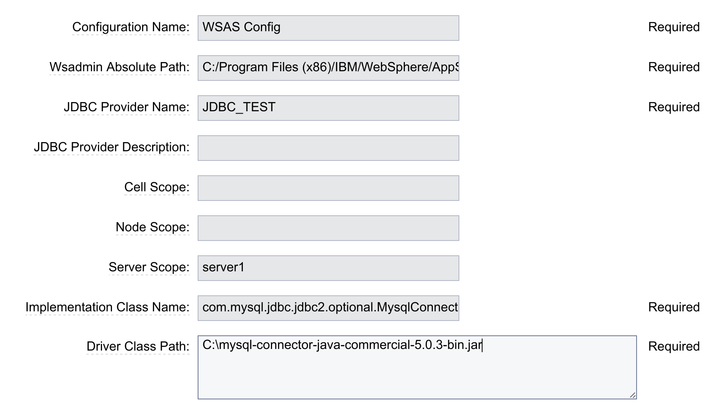 Configuration Name: WSAS Config Required
Wsadmin Absolute Path: C:/Program Files (x86)/IBM/WebSphere/AppS Required
JDBC Provider Name: JDBC_TEST Required
JDBC Provider Description:
Cell Scope:
Node Scope:
Server Scope: server1
Implementation Class Name: com.mysql.jdbc.jdbc2.optional.MysqlConnect Required
Driver Class Path: C:\mysql-connector-java-commercial-5.0.3-bin.jar Required